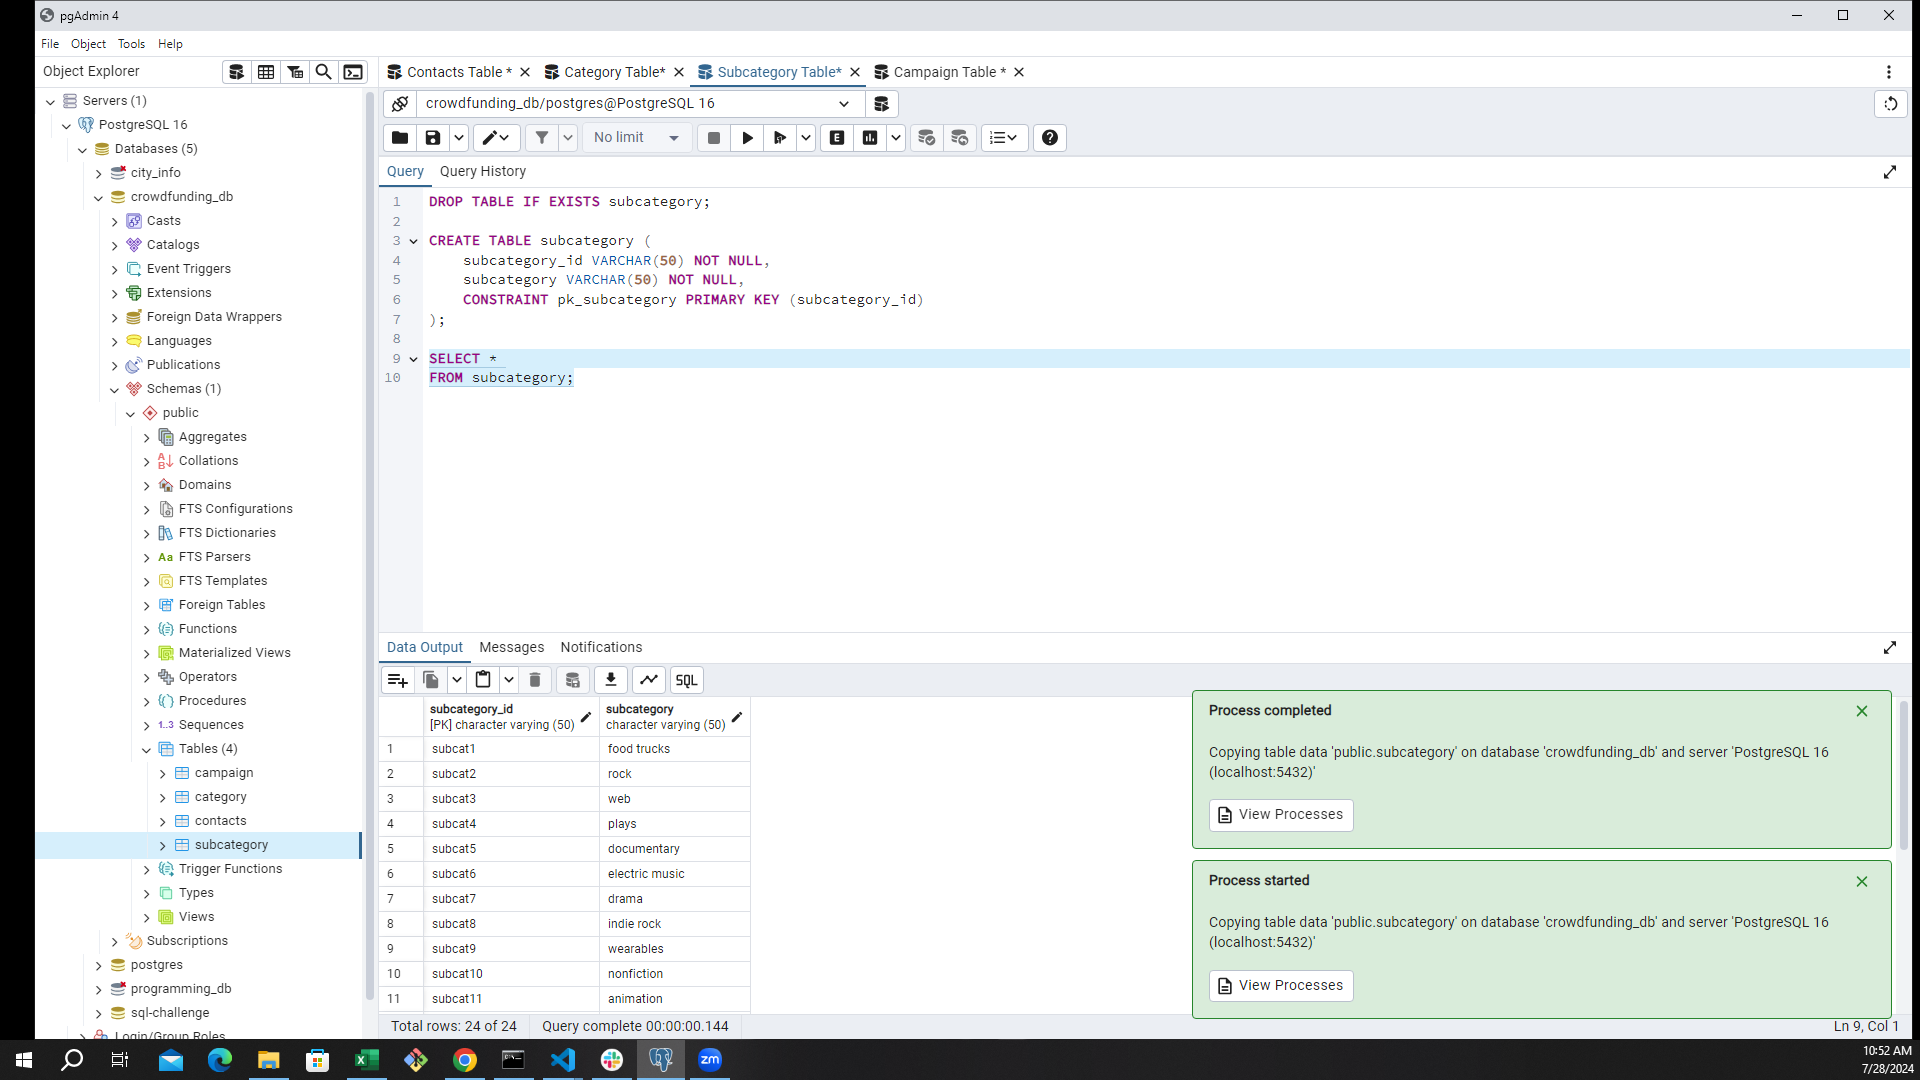 pgAdmin 4
File Object Tools Help
Object Explorer
Contacts Table *
Category Table*
Subcategory Table*
Campaign Table *
Servers (1)
PostgreSQL 16
Databases (5)
city_info
crowdfunding_db
Casts
Catalogs
Event Triggers
Extensions
Foreign Data Wrappers
Languages
Publications
Schemas (1)
public
Aggregates
Collations
Domains
FTS Configurations
FTS Dictionaries
Aa FTS Parsers
FTS Templates
Foreign Tables
Functions
Materialized Views
Operators
Procedures
1..3 Sequences
Tables (4)
campaign
category
contacts
subcategory
Trigger Functions
Types
Views
Subscriptions
postgres
programming_db
sql-challenge
Login/Group Roles
crowdfunding_db/postgres@PostgreSQL 16
No limit
E
Query Query History
1 DROP TABLE IF EXISTS subcategory;
2
3 CREATE TABLE subcategory (
4 subcategory_id VARCHAR(50) NOT NULL,
5 subcategory VARCHAR(50) NOT NULL,
6 CONSTRAINT pk_subcategory PRIMARY KEY (subcategory_id)
7 );
8
9 SELECT *
10 FROM subcategory;
Data Output Messages Notifications
SQL
subcategory_id subcategory
[PK] character varying (50) character varying (50)
1 subcat1 food trucks
2 subcat2 rock
3 subcat3 web
4 subcat4 plays
5 subcat5 documentary
6 subcat6 electric music
7 subcat7 drama
8 subcat8 indie rock
9 subcat9 wearables
10 subcat10 nonfiction
11 subcat11 animation
Process completed
Copying table data 'public.subcategory' on database 'crowdfunding_db' and server 'PostgreSQL 16
(localhost:5432)'
View Processes
Process started
Copying table data 'public.subcategory' on database 'crowdfunding_db' and server 'PostgreSQL 16
(localhost:5432)'
View Processes
Total rows: 24 of 24 Query complete 00:00:00.144
Ln 9, Col 1
zm
10:52 AM
7/28/2024